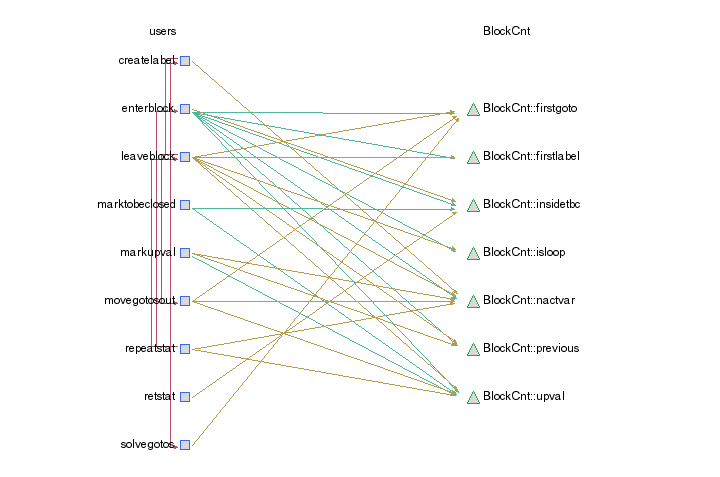 users
BlockCnt
createlabel
enterblock
BlockCnt::firstgoto
leaveblock
BlockCnt::firstlabel
marktobeclosed
BlockCnt::insidetbc
markupval
BlockCnt::isloop
movegotosout
BlockCnt::nactvar
repeatstat
BlockCnt::previous
retstat
BlockCnt::upval
solvegotos